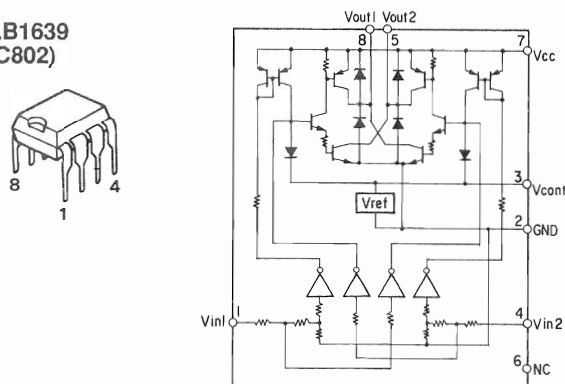 .B1639
C802)
8
4
1
Vout1 Vout2
8 5
7 Vcc
3 Vcont
Vref
2 GND
Vin1 1
4 Vin2
6 NC